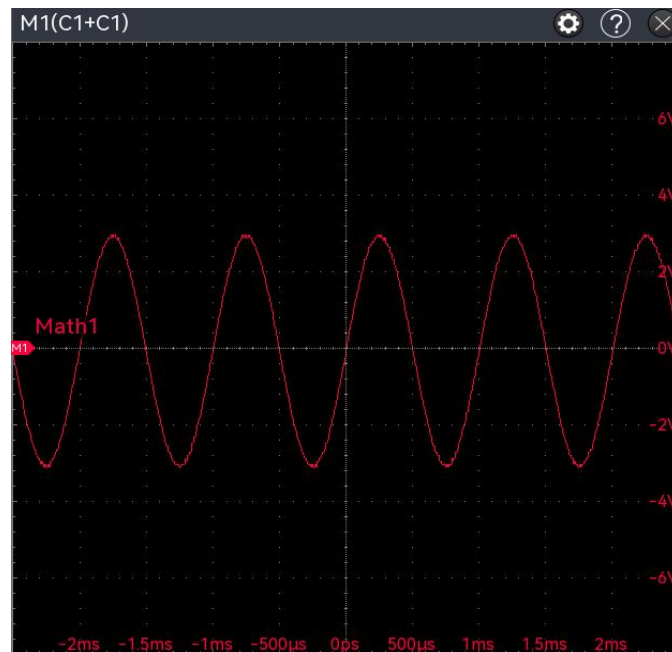 M1(C1+C1)
?
6V
4V
2V
Math1
M1
0V
-2V
-4V
-6V
-2ms -1.5ms -1ms -500µs 0ps 500µs 1ms 1.5ms 2ms